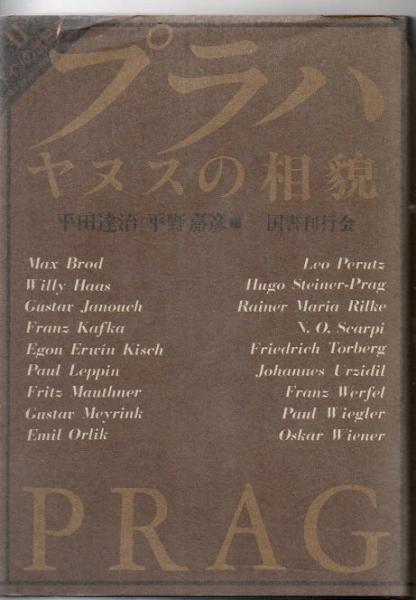 プラハ
ヤヌスの相貌
平田達治 平野嘉彦 編 国書刊行会
Max Brod
Willy Haas
Gustav Janouch
Franz Kafka
Egon Erwin Kisch
Paul Leppin
Fritz Mauthner
Gustav Meyrink
Emil Orlik
Leo Perutz
Hugo Steiner-Prag
Rainer Maria Rilke
N. O. Scarpi
Friedrich Torberg
Johannes Urzidil
Franz Werfel
Paul Wiegler
Oskar Wiener
PRAG